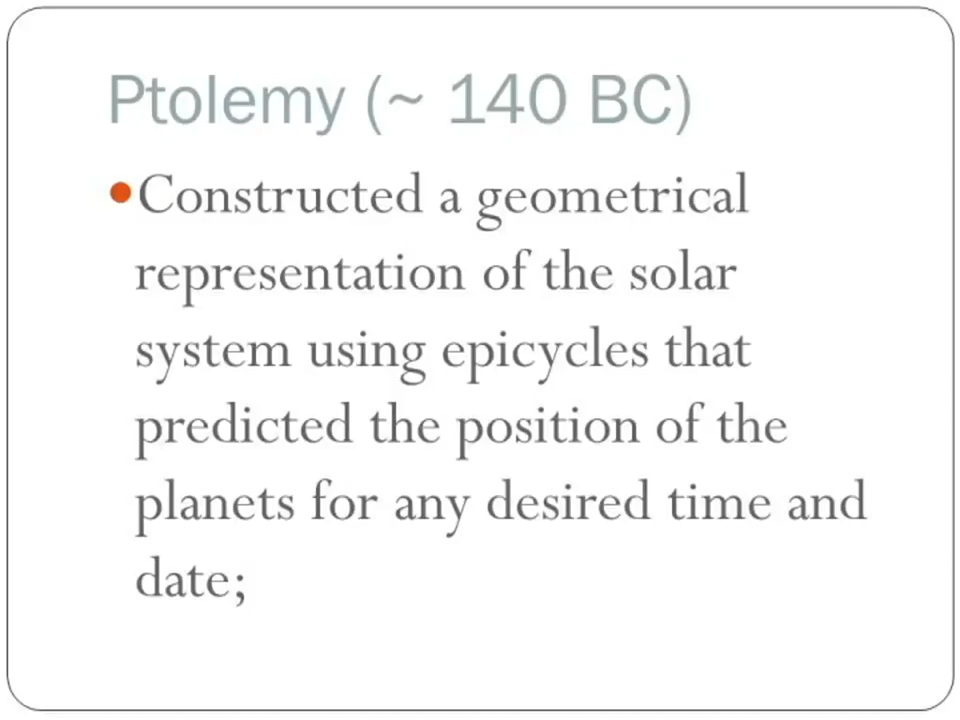 Ptolemy (~ 140 BC)
•Constructed a geometrical
representation of the solar
system using epicycles that
predicted the position of the
planets for any desired time and
date;